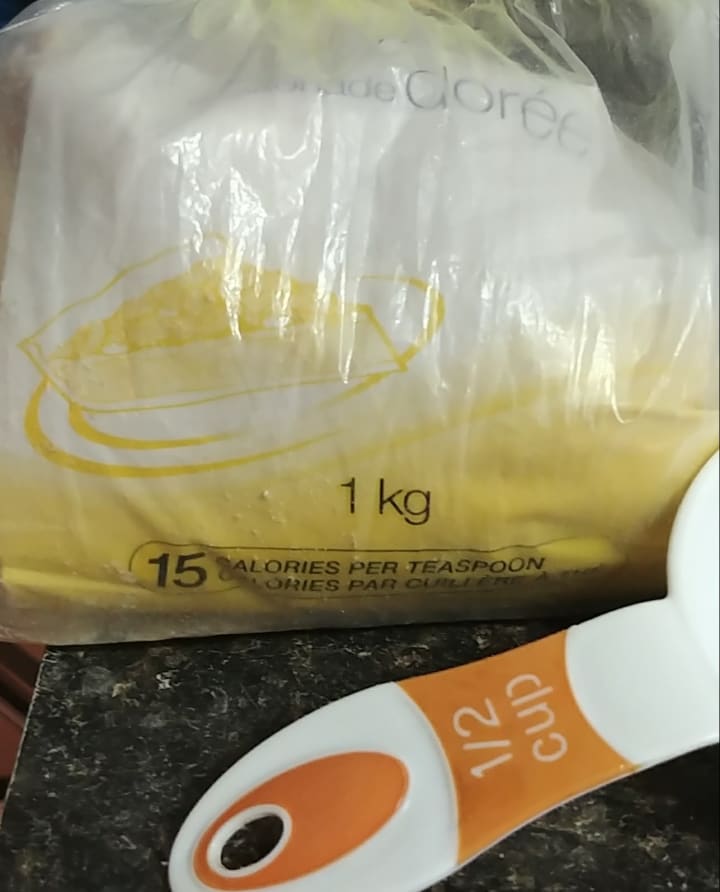 dorée
1 kg
15 CALORIES PER TEASPOON
CALORIES PAR CUILLÈRE À
1/2
cup